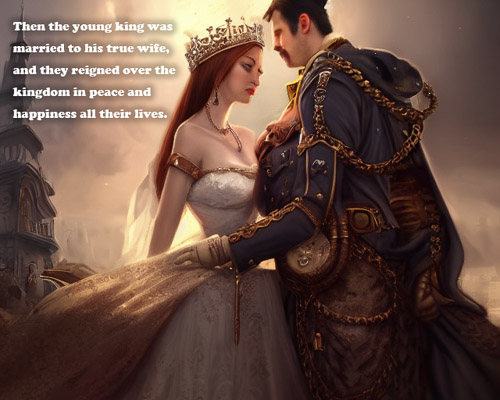 Then the young king was
married to his true wife,
and they reigned over the
kingdom in peace and
happiness all their lives.